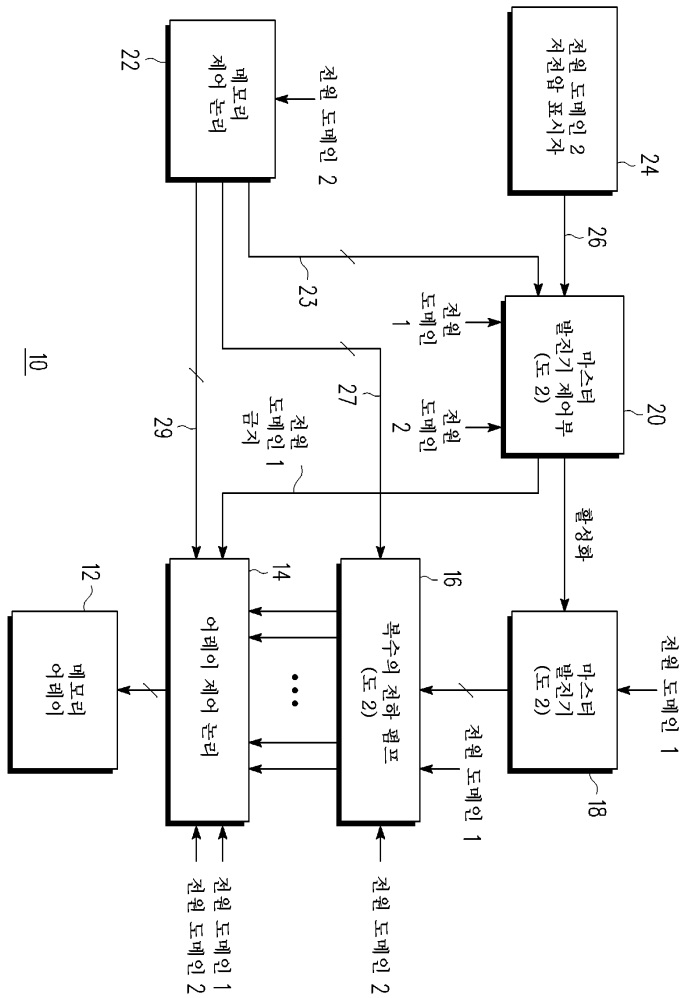 전원 도메인 1
24
전원 도메인 2
저전압 표시자
26
20
마스터
발진기 제어부
(도 2)
활성화
마스터
발진기
(도 2)
18
전원
도메인
1
전원
도메인
2
전원 도메인 1
16
복수의 전하 펌프
(도 2)
전원 도메인 2
23
27
전원
도메인 1
금지
전원 도메인 2
메모리
제어 논리
22
29
14
어레이 제어 논리
전원 도메인 1
전원 도메인 2
12
메모리
어레이
10